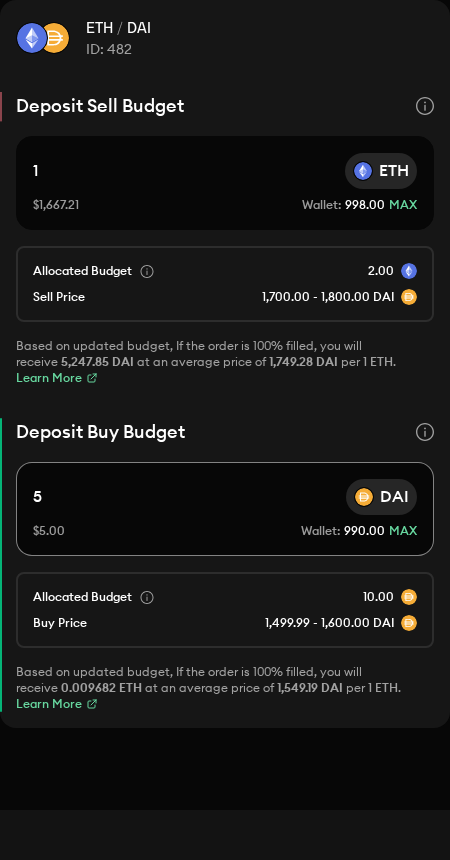 ETH / DAI
ID: 482
Deposit Sell Budget
1
ETH
$1,667.21
Wallet: 998.00 MAX
Allocated Budget
2.00
Sell Price
1,700.00 - 1,800.00 DAI
Based on updated budget, If the order is 100% filled, you will
receive 5,247.85 DAI at an average price of 1,749.28 DAI per 1 ETH.
Learn More
Deposit Buy Budget
5
DAI
$5.00
Wallet: 990.00 MAX
Allocated Budget
10.00
Buy Price
1,499.99 - 1,600.00 DAI
Based on updated budget, If the order is 100% filled, you will
receive 0.009682 ETH at an average price of 1,549.19 DAI per 1 ETH.
Learn More